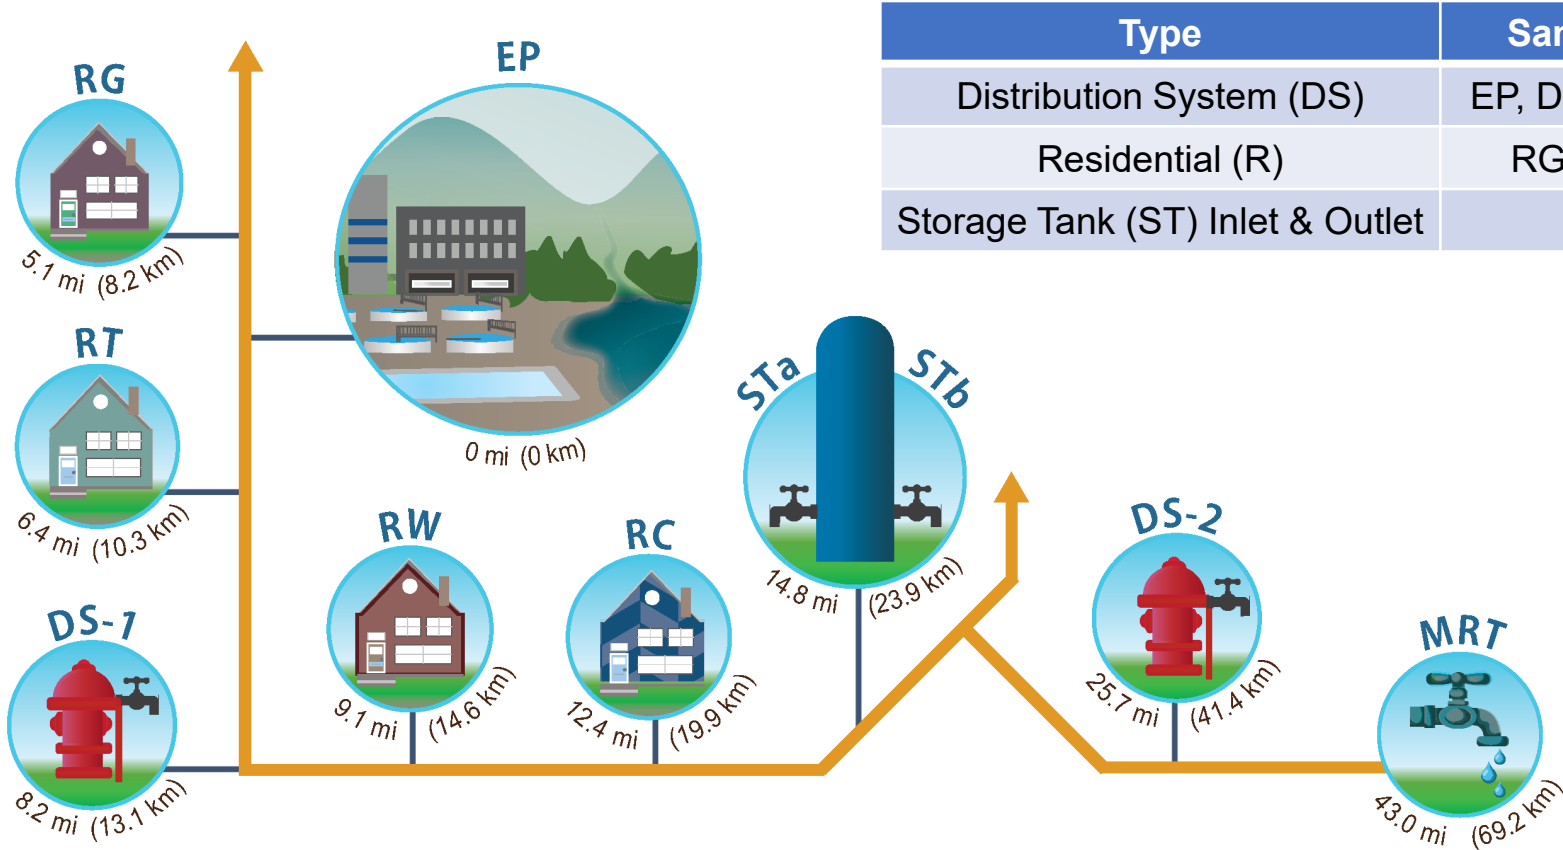 Type
Distribution System (DS)
Residential (R)
RG
Storage Tank (ST) Inlet & Outlet
EP,
RG
5.1 mi (8.2 km)
EP
0 mi (0 km)
RT
6.4 mi (10.3 km)
DS-1
8.2 mi (13.1 km)
RW
9.1 mi (14.6 km)
RC
12.4 mi (19.9 km)
STa
STb
14.8 mi (23.9 km)
DS-2
25.7 mi (41.4 km)
MRT
43.0 mi (69.2 km)